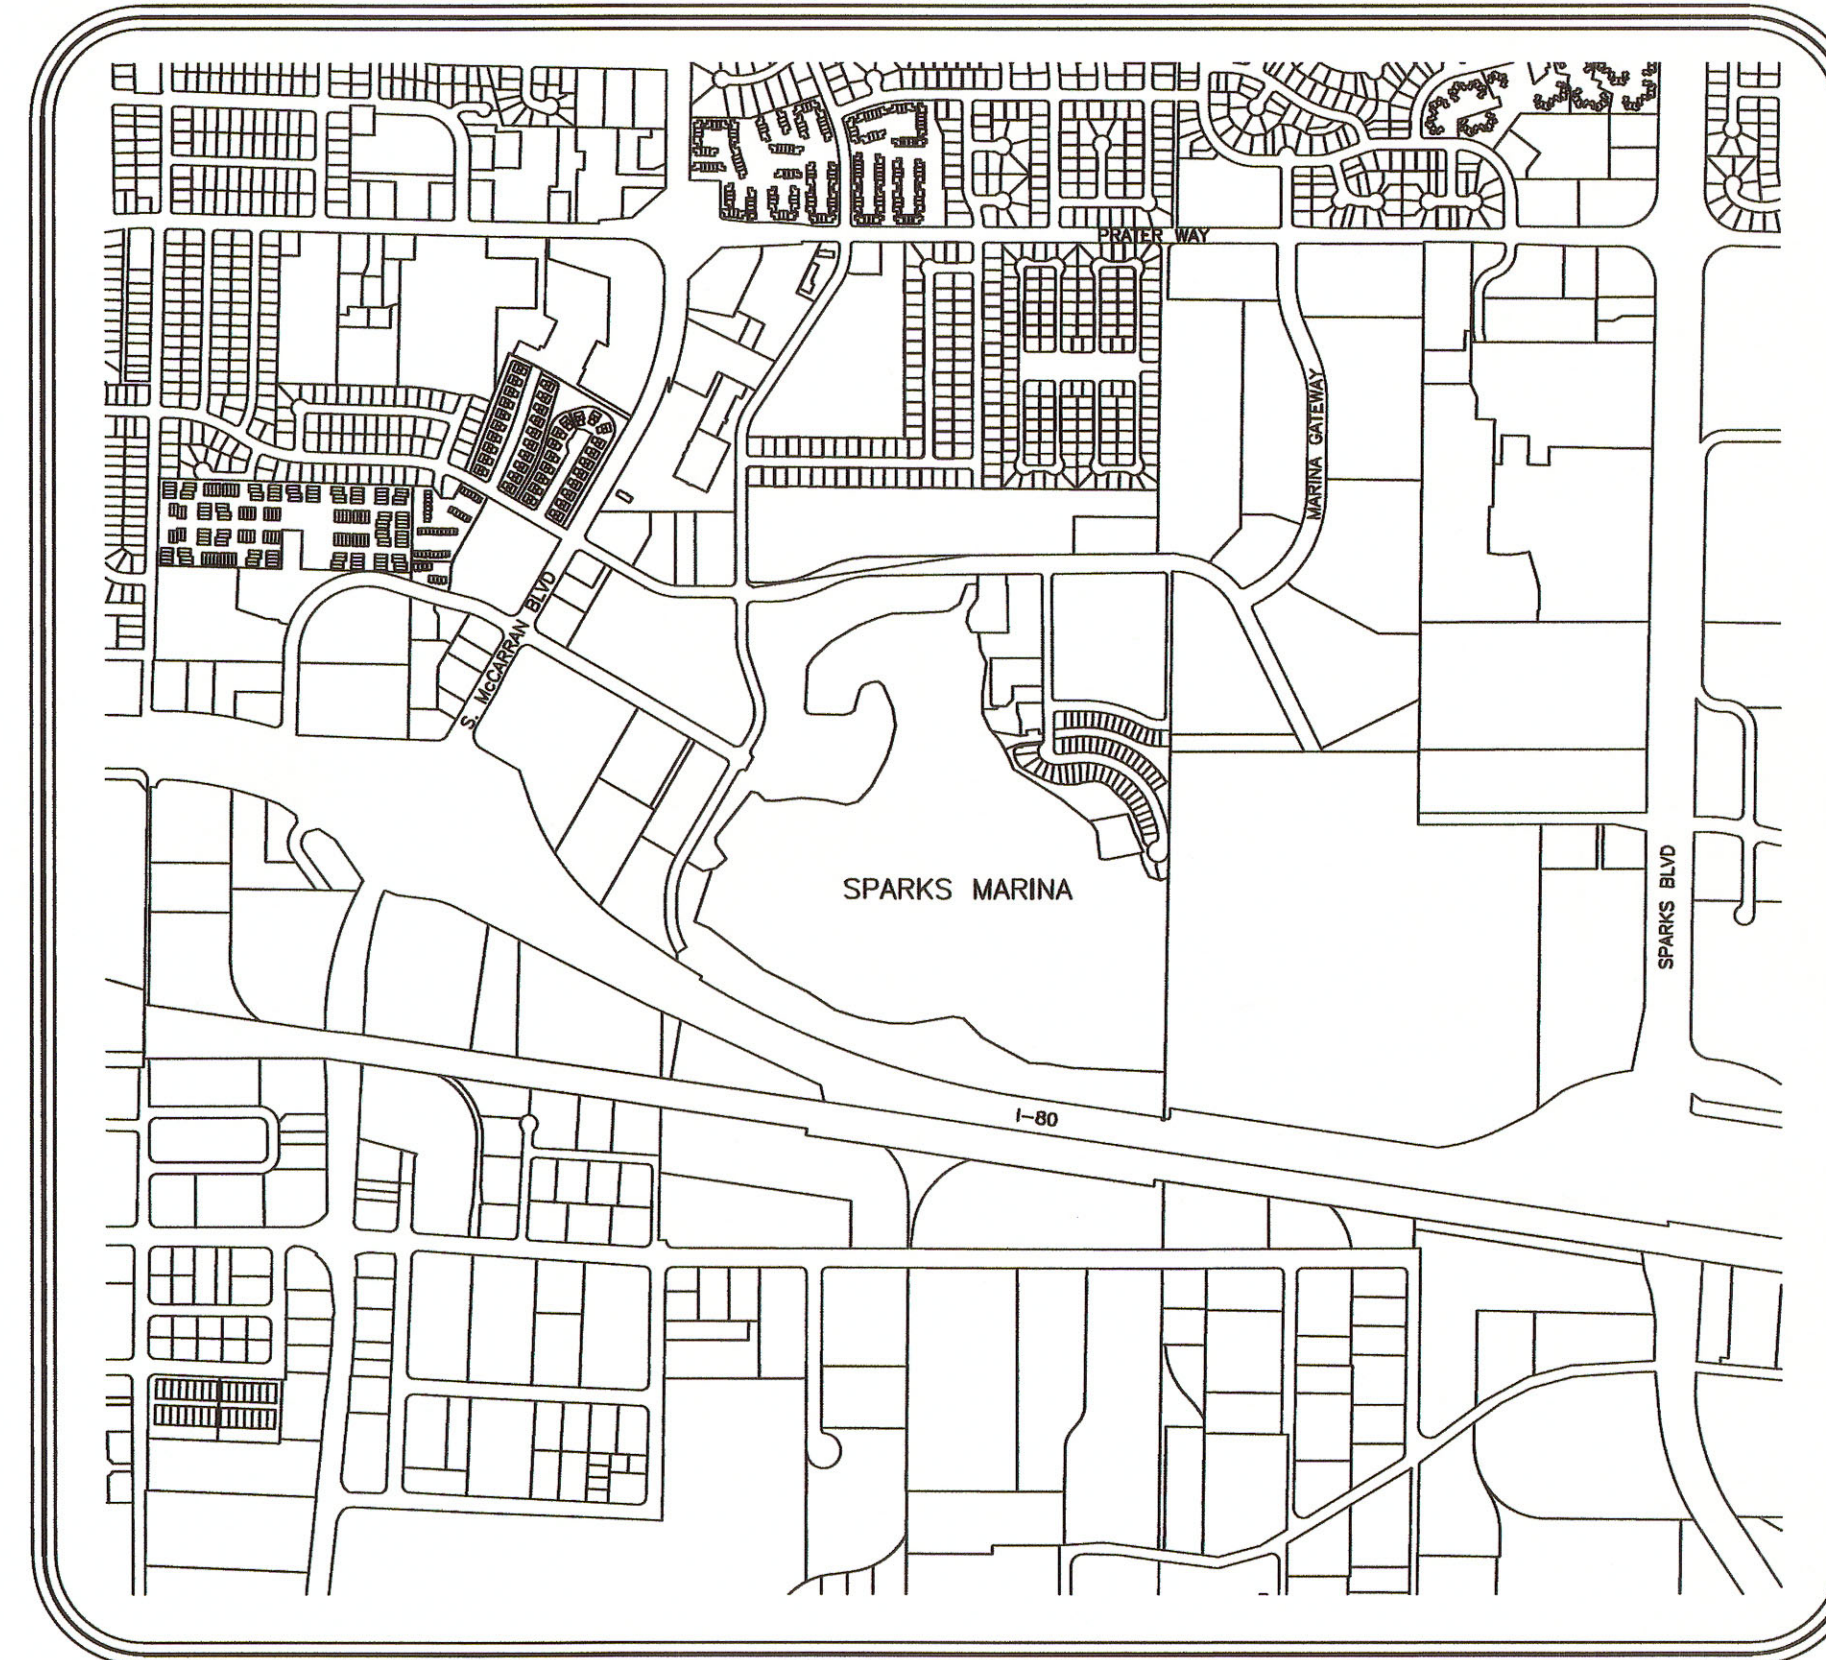 PRATER WAY
MARINA GATEWAY
S. McCARRAN BLVD
SPARKS MARINA
SPARKS BLVD
I-80